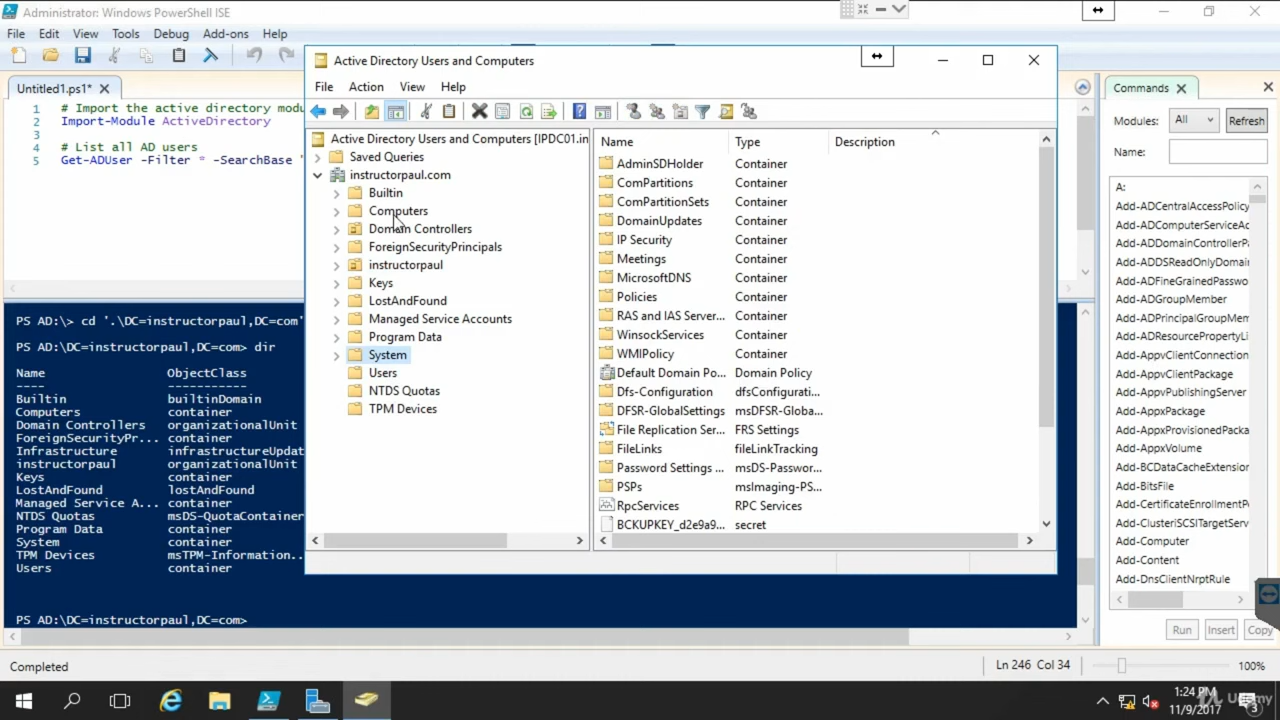 Administrator: Windows PowerShell ISE
File Edit View Tools Debug Add-ons Help
Untitled1.ps1* X
1 # Import the active directory modu
2 Import-Module ActiveDirectory
3
4 # List all AD users
5 Get-ADUser -Filter * -SearchBase "
PS AD:\> cd '.\DC=instructorpaul,DC=com'
PS AD:\DC=instructorpaul,DC=com> dir
Name ObjectClass
---- -----------
Builtin builtinDomain
Computers container
Domain Controllers organizationalUnit
ForeignSecurityPr... container
Infrastructure infrastructureUpdat
instructorpaul organizationalUnit
Keys container
LostAndFound lostAndFound
Managed Service A... container
NTDS Quotas msDS-QuotaContainer
Program Data container
System container
TPM Devices msTPM-Information..
Users container
PS AD:\DC=instructorpaul,DC=com>
Active Directory Users and Computers
File Action View Help
Active Directory Users and Computers [IPDC01.in
Saved Queries
instructorpaul.com
Builtin
Computers
Domain Controllers
ForeignSecurityPrincipals
instructorpaul
Keys
LostAndFound
Managed Service Accounts
Program Data
System
Users
NTDS Quotas
TPM Devices
Name Type Description
AdminSDHolder Container
ComPartitions Container
ComPartitionSets Container
DomainUpdates Container
IP Security Container
Meetings Container
MicrosoftDNS Container
Policies Container
RAS and IAS Server... Container
WinsockServices Container
WMIPolicy Container
Default Domain Po... Domain Policy
Dfs-Configuration dfsConfigurati...
DFSR-GlobalSettings msDFSR-Globa...
File Replication Ser... FRS Settings
FileLinks fileLinkTracking
Password Settings ... msDS-Passwor...
PSPs msImaging-PS...
RpcServices RPC Services
BCKUPKEY_d2e9a9... secret
Commands X
Modules: All Refresh
Name:
A:
Add-ADCentralAccessPolicy
Add-ADComputerServiceAc
Add-ADDomainControllerPa
Add-ADDSReadOnlyDomain
Add-ADFineGrainedPasswo
Add-ADGroupMember
Add-ADPrincipalGroupMem
Add-ADResourcePropertyLi
Add-AppvClientConnection
Add-AppvClientPackage
Add-AppvPublishingServer
Add-AppxPackage
Add-AppxProvisionedPacka
Add-AppxVolume
Add-BCDataCacheExtension
Add-BitsFile
Add-CertificateEnrollmentPo
Add-ClusteriSCSITargetServ
Add-Computer
Add-Content
Add-DnsClientNrptRule
Run Insert Copy
Completed
Ln 246 Col 34
100%
1:24 PM
11/9/2017
3
Udemy